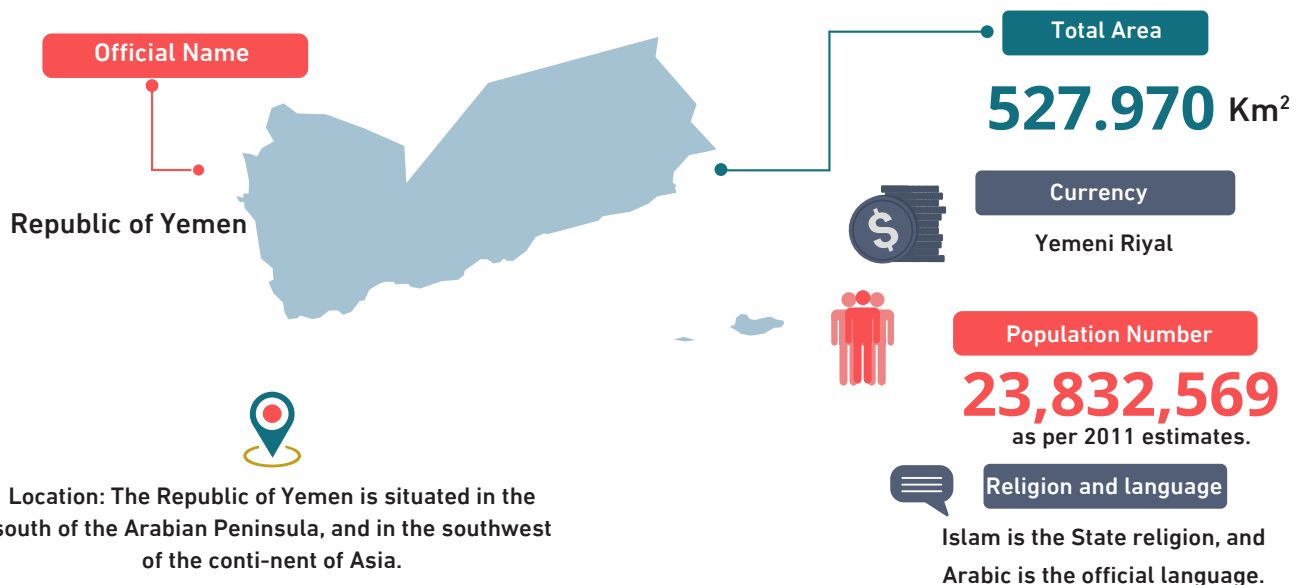 Official Name
Republic of Yemen
Total Area
527.970 Km²
Currency
$
Yemeni Riyal
Population Number
23,832,569
as per 2011 estimates.
Religion and language
Islam is the State religion, and
Arabic is the official language.
Location: The Republic of Yemen is situated in the
south of the Arabian Peninsula, and in the southwest
of the conti-nent of Asia.